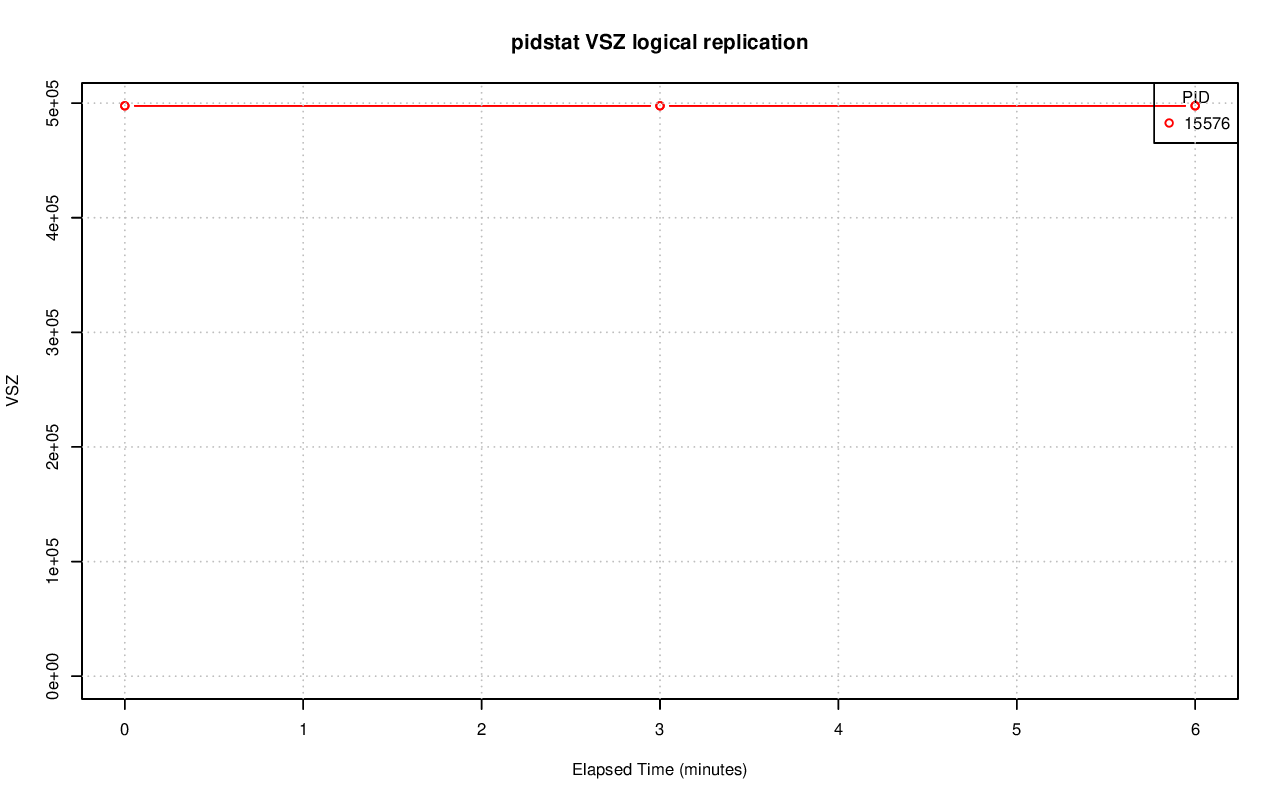 pidstat VSZ logical replication
PID
15576
5e+05
4e+05
3e+05
2e+05
1e+05
0e+00
VSZ
0 1 2 3 4 5 6
Elapsed Time (minutes)